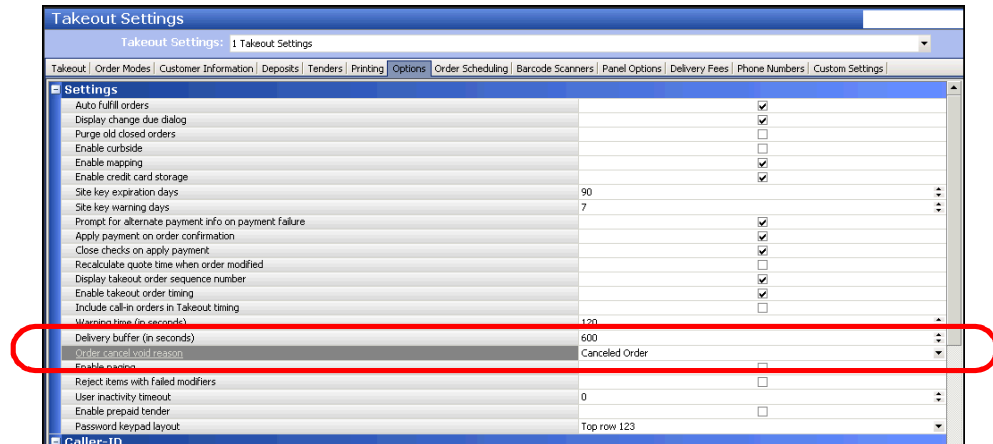 Takeout Settings
Takeout Settings: 1 Takeout Settings
Takeout Order Modes Customer Information Deposits Tenders Printing Options Order Scheduling Barcode Scanners Panel Options Delivery Fees Phone Numbers Custom Settings
Settings
Auto fulfill orders
Display change due dialog
Purge old closed orders
Enable curbside
Enable mapping
Enable credit card storage
Site key expiration days 90
Site key warning days 7
Prompt for alternate payment info on payment failure
Apply payment on order confirmation
Close checks on apply payment
Recalculate quote time when order modified
Display takeout order sequence number
Enable takeout order timing
Include call-in orders in Takeout timing
Warning time (in seconds) 120
Delivery buffer (in seconds) 600
Order cancel void reason Canceled Order
Enable paging
Reject items with failed modifiers
User inactivity timeout 0
Enable prepaid tender
Password keypad layout Top row 123
Caller-ID